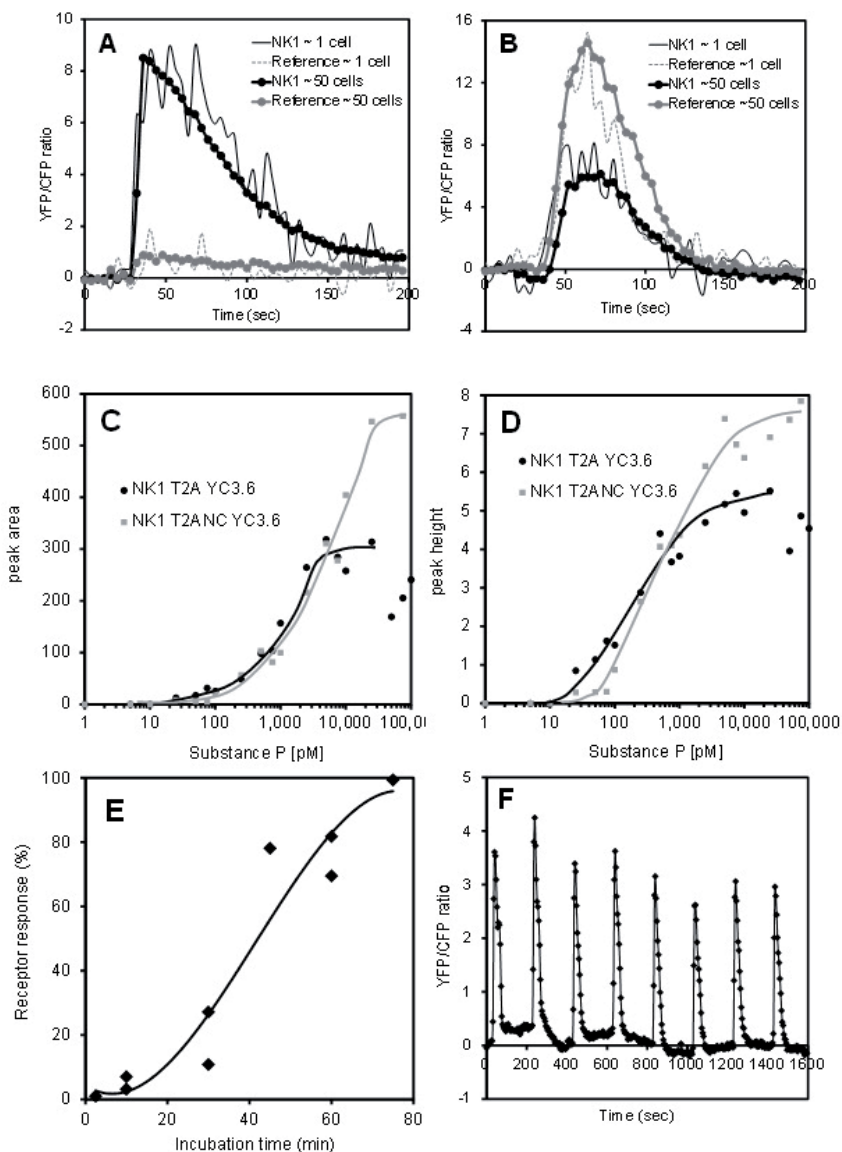 A
10
8
6
4
2
0
-2
YFP/CFP ratio
NK1 ~ 1 cell
Reference ~ 1 cell
NK1 ~50 cells
Reference ~50 cells
0 50 100 150 200
Time (sec)
B
16
12
8
4
0
-4
YFP/CFP ratio
NK1 ~ 1 cell
Reference ~ 1 cell
NK1 ~50 cells
Reference ~50 cells
0 50 100 150 200
Time (sec)
C
600
500
400
300
200
100
0
peak area
NK1 T2A YC3.6
NK1 T2ANC YC3.6
1 10 100 1,000 10,000
Substance P [pM]
D
8
7
6
5
4
3
2
1
0
peak height
NK1 T2A YC3.6
NK1 T2ANC YC3.6
1 10 100 1,000 10,000 100,000
Substance P [pM]
E
100
80
60
40
20
0
Receptor response (%)
0 20 40 60 80
Incubation time (min)
F
5
4
3
2
1
0
-1
YFP/CFP ratio
0 200 400 600 800 1000 1200 1400 1600
Time (sec)